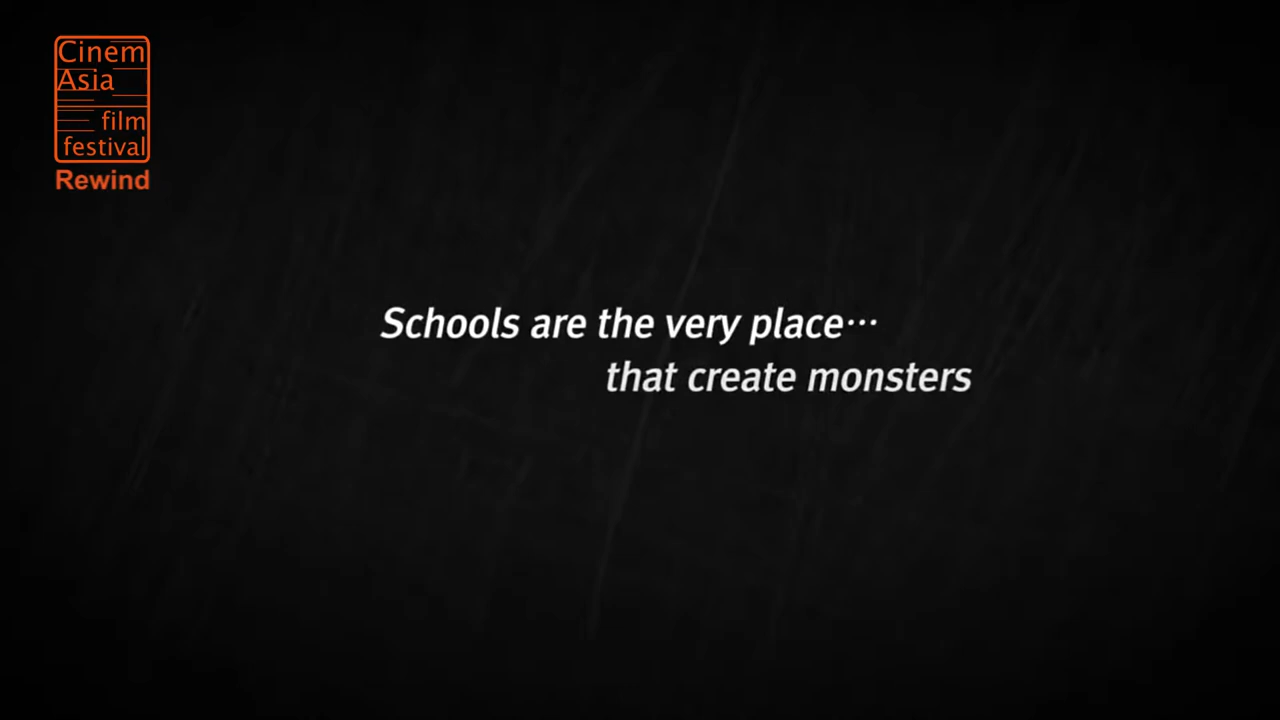 Cinem
Asia
film
festival
Rewind
Schools are the very place···
that create monsters